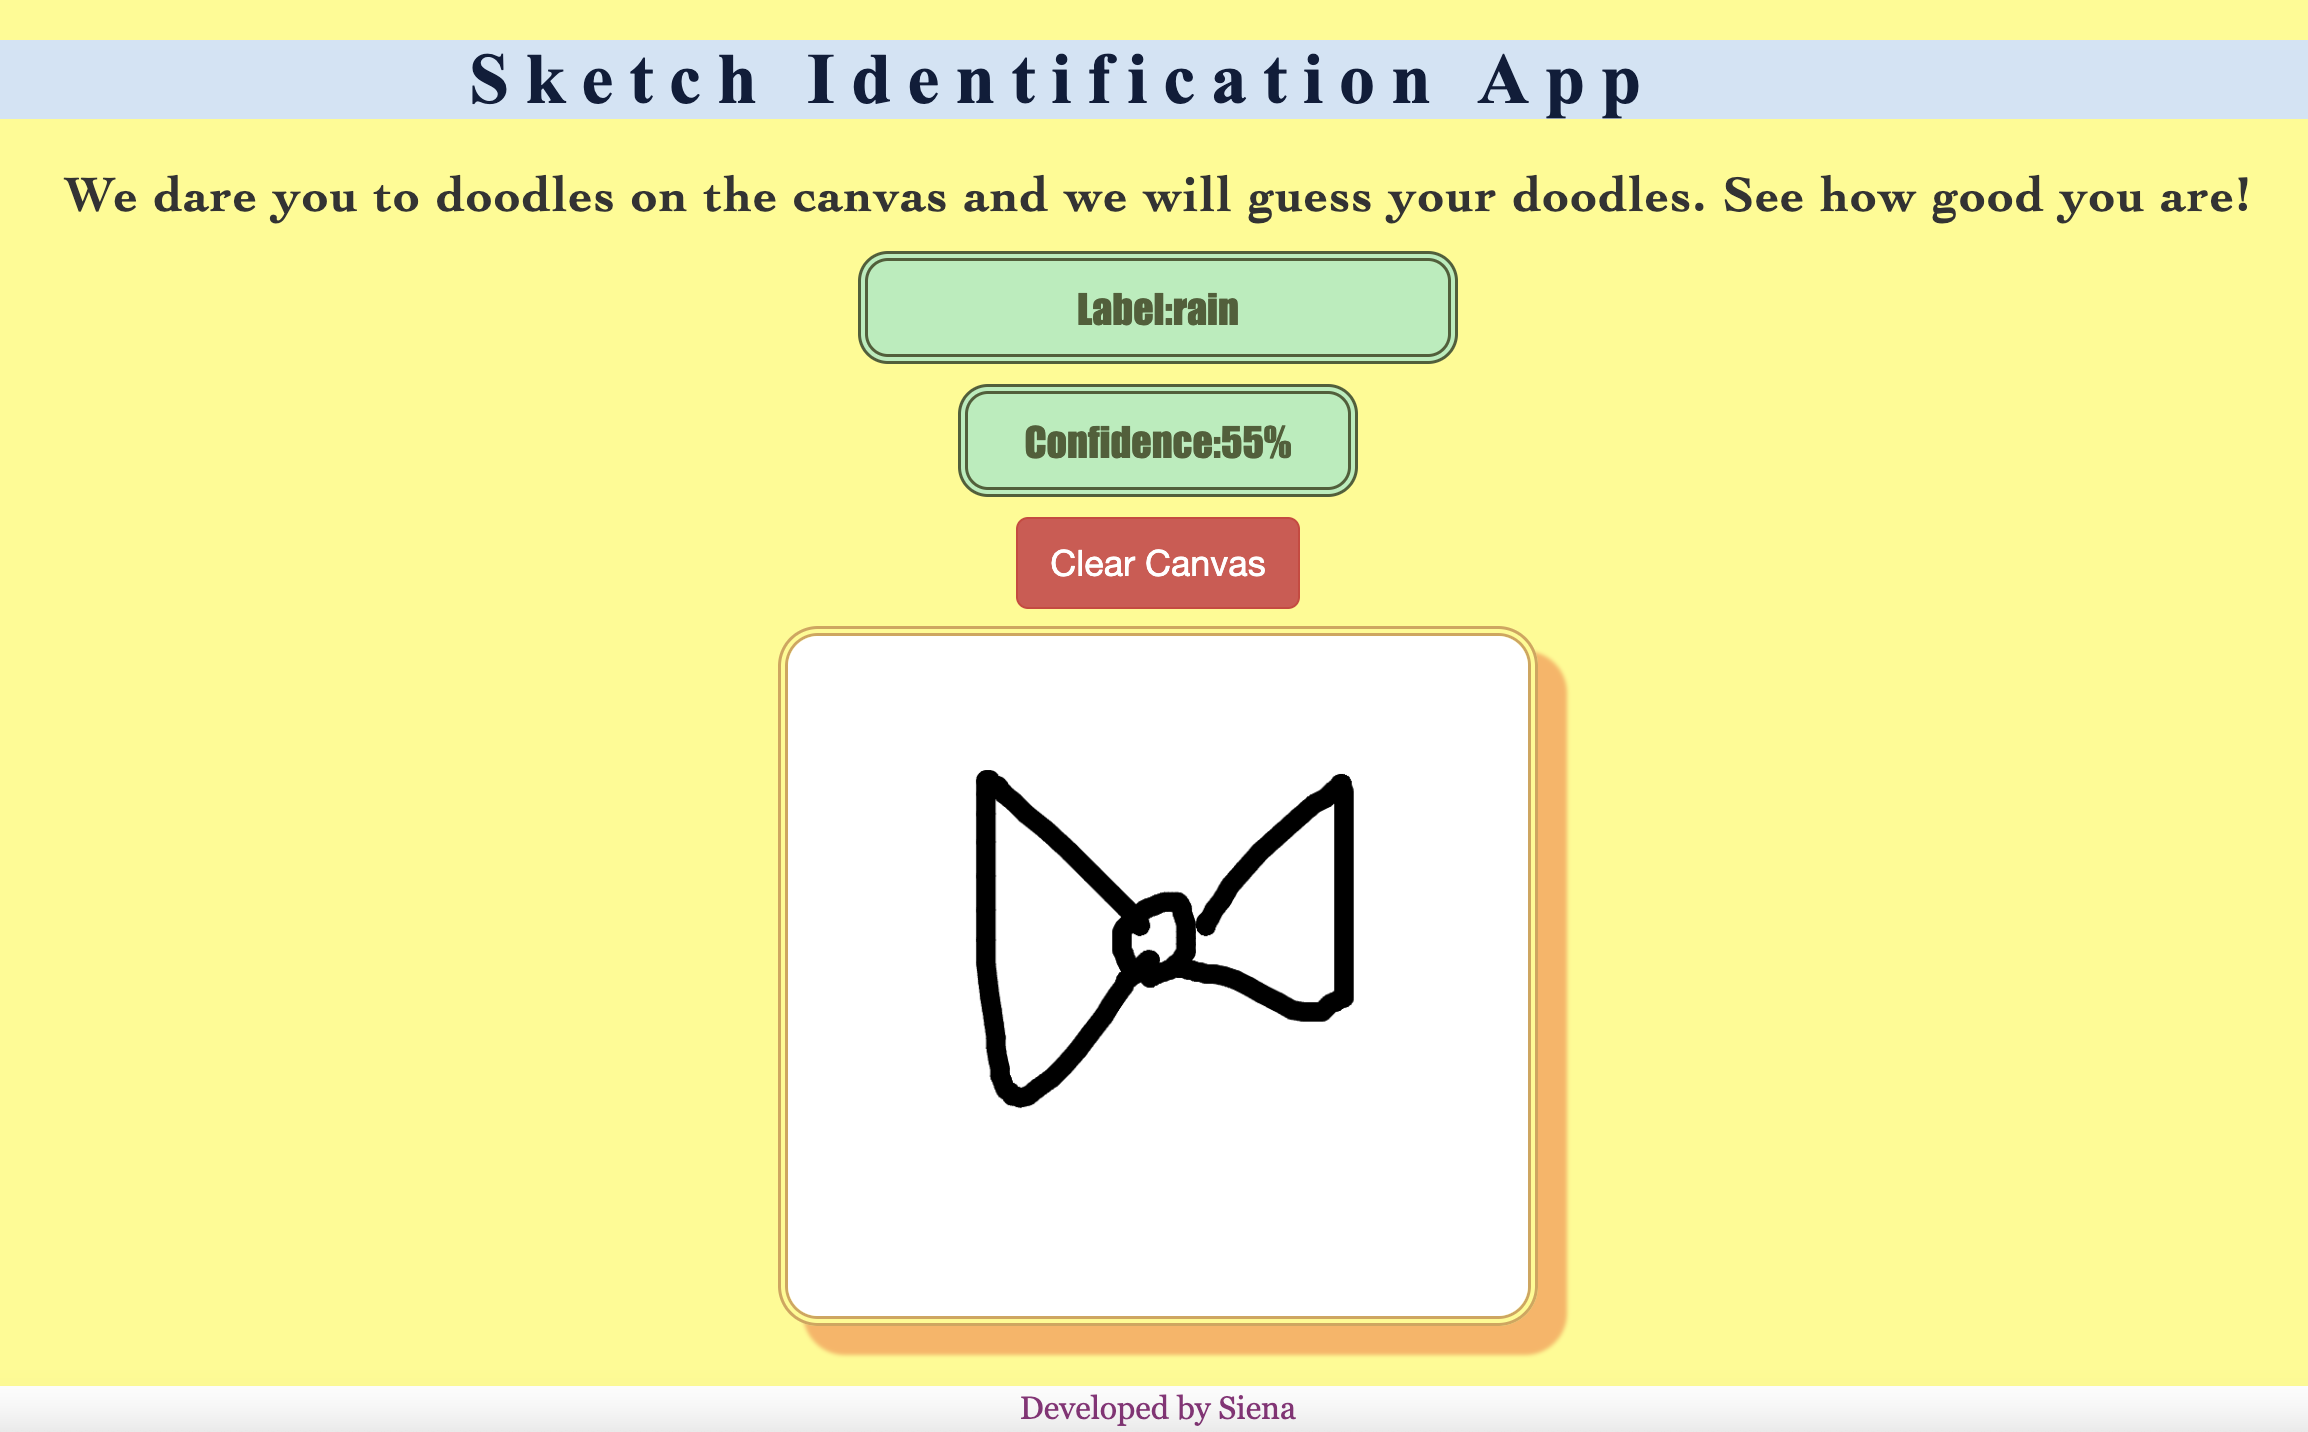 Sketch Identification App
We dare you to doodles on the canvas and we will guess your doodles. See how good you are!
Label:rain
Confidence:55%
Clear Canvas
Developed by Siena